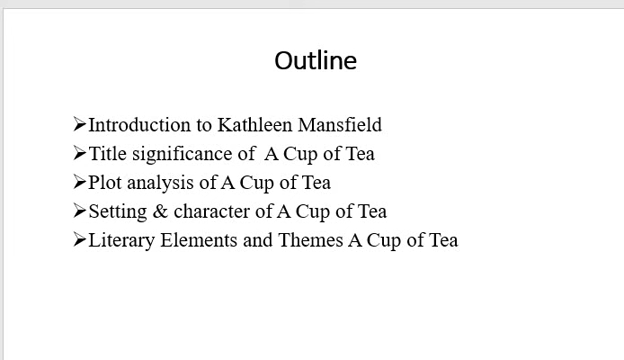 Outline
➢Introduction to Kathleen Mansfield
➢Title significance of  A Cup of Tea
➢Plot analysis of A Cup of Tea
➢Setting & character of A Cup of Tea
➢Literary Elements and Themes A Cup of Tea